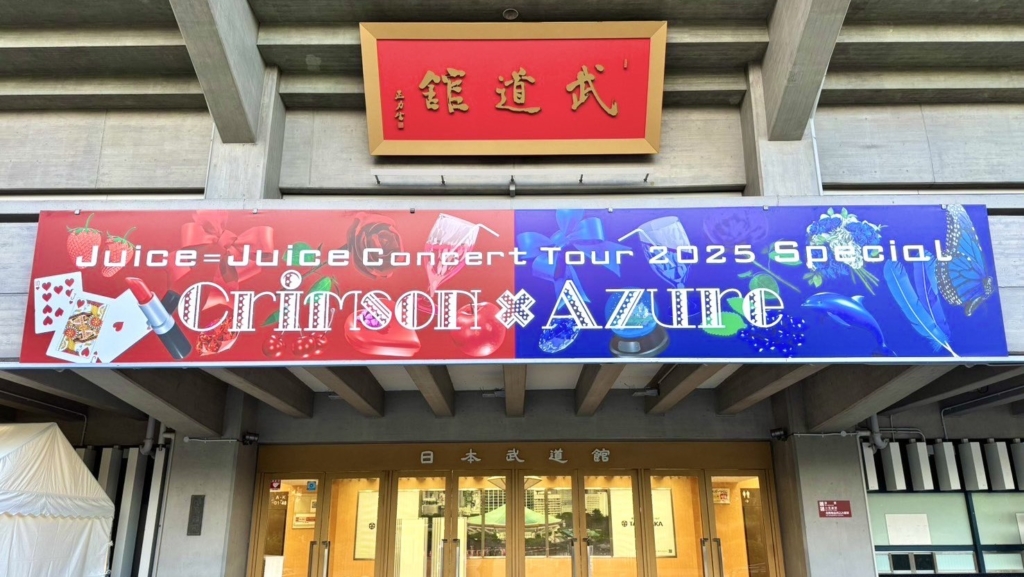 武道館
Juice=Juice Concert Tour 2025 Special
Crimson×Azure
日本武道館